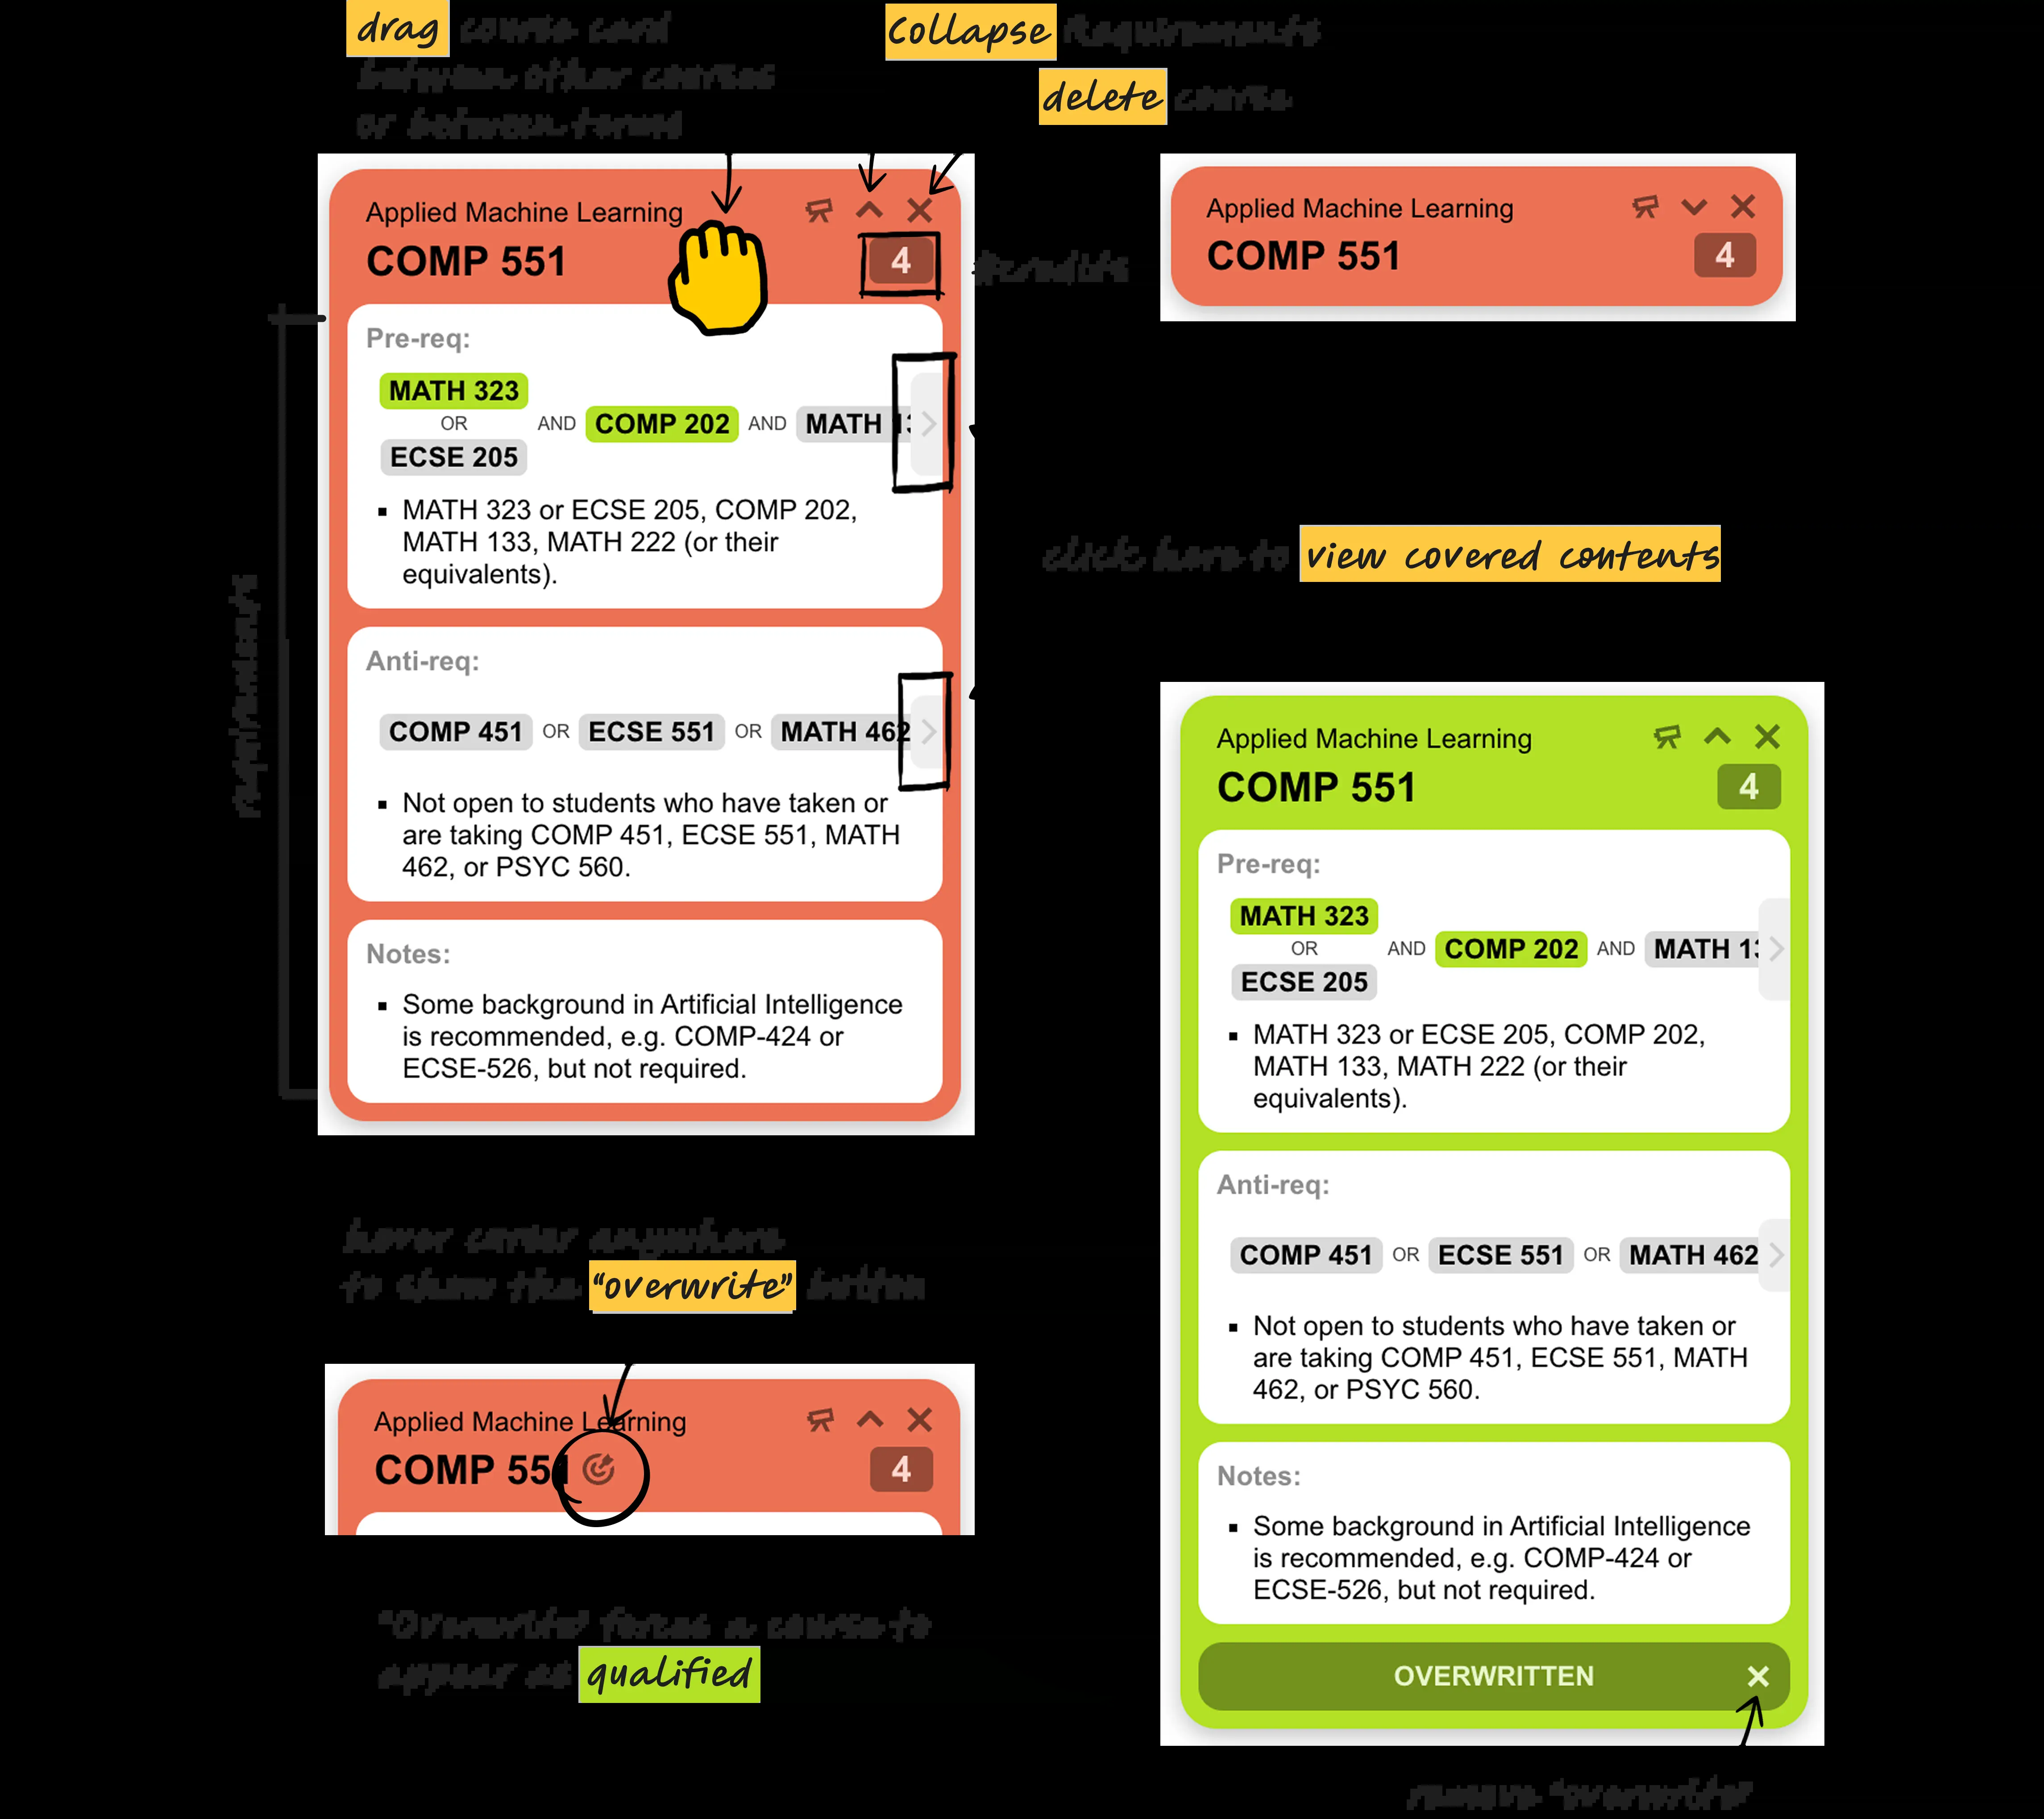 drag course card
between other courses
or between terms
Collapse Requirements
delete course
Applied Machine Learning
COMP 551
4
#credits
Pre-req:
MATH 323
OR
ECSE 205
AND COMP 202 AND MATH 13
MATH 323 or ECSE 205, COMP 202,
MATH 133, MATH 222 (or their
equivalents).
Anti-req:
COMP 451 OR ECSE 551 OR MATH 462
Not open to students who have taken or
are taking COMP 451, ECSE 551, MATH
462, or PSYC 560.
Notes:
Some background in Artificial Intelligence
is recommended, e.g. COMP-424 or
ECSE-526, but not required.
requirements
Applied Machine Learning
COMP 551
4
click here to view covered contents
hover cursor anywhere
to show the “overwrite” button
Applied Machine Learning
COMP 551
4
"Overwrite" forces a course to
appear as qualified
Applied Machine Learning
COMP 551
4
Pre-req:
MATH 323
OR
ECSE 205
AND COMP 202 AND MATH 13
MATH 323 or ECSE 205, COMP 202,
MATH 133, MATH 222 (or their
equivalents).
Anti-req:
COMP 451 OR ECSE 551 OR MATH 462
Not open to students who have taken or
are taking COMP 451, ECSE 551, MATH
462, or PSYC 560.
Notes:
Some background in Artificial Intelligence
is recommended, e.g. COMP-424 or
ECSE-526, but not required.
OVERWRITTEN
remove "overwrite"